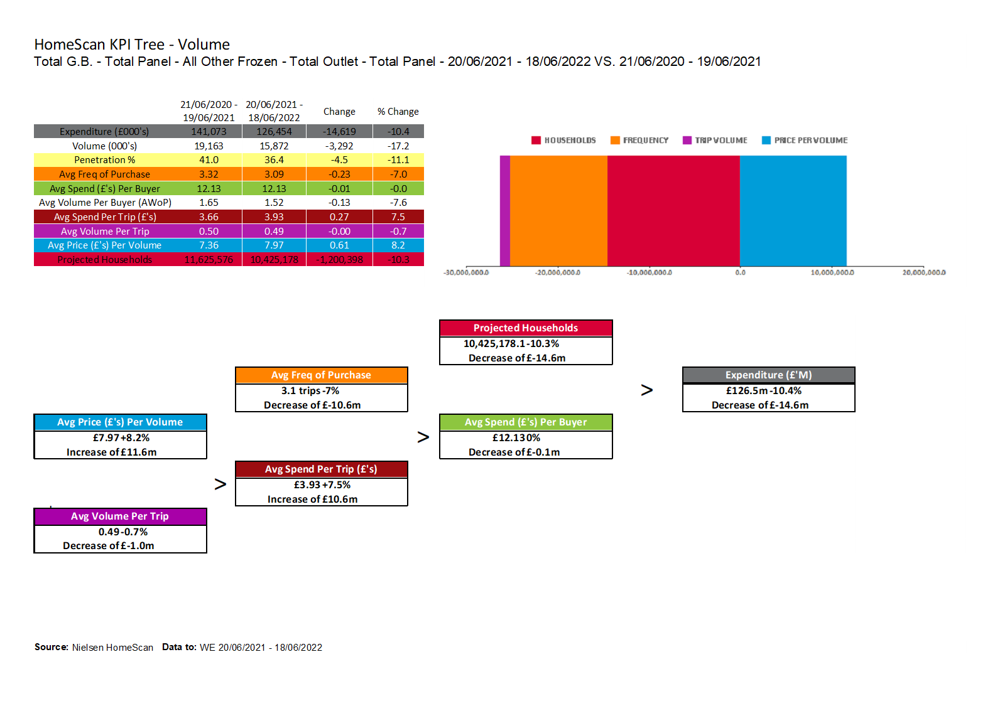 HomeScan KPI Tree - Volume
Total G.B. - Total Panel - All Other Frozen - Total Outlet - Total Panel - 20/06/2021 - 18/06/2022 VS. 21/06/2020 - 19/06/2021
21/06/2020 - 19/06/2021 20/06/2021 - 18/06/2022 Change % Change
Expenditure (£000's) 141,073 126,454 -14,619 -10.4
Volume (000's) 19,163 15,872 -3,292 -17.2
Penetration % 41.0 36.4 -4.5 -11.1
Avg Freq of Purchase 3.32 3.09 -0.23 -7.0
Avg Spend (£'s) Per Buyer 12.13 12.13 -0.01 -0.0
Avg Volume Per Buyer (AWoP) 1.65 1.52 -0.13 -7.6
Avg Spend Per Trip (£'s) 3.66 3.93 0.27 7.5
Avg Volume Per Trip 0.50 0.49 -0.00 -0.7
Avg Price (£'s) Per Volume 7.36 7.97 0.61 8.2
Projected Households 11,625,576 10,425,178 -1,200,398 -10.3
HOUSEHOLDS FREQUENCY TRIP VOLUME PRICE PER VOLUME
-30,000,000.0 -20,000,000.0 -10,000,000.0 0.0 10,000,000.0 20,000,000.0
Projected Households
10,425,178.1 -10.3%
Decrease of £-14.6m
Avg Freq of Purchase
3.1 trips -7%
Decrease of £-10.6m
>
Expenditure (£'M)
£126.5m -10.4%
Decrease of £-14.6m
Avg Price (£'s) Per Volume
£7.97 +8.2%
Increase of £11.6m
>
Avg Spend (£'s) Per Buyer
£12.13 0%
Decrease of £-0.1m
>
Avg Spend Per Trip (£'s)
£3.93 +7.5%
Increase of £10.6m
Avg Volume Per Trip
0.49 -0.7%
Decrease of £-1.0m
Source: Nielsen HomeScan Data to: WE 20/06/2021 - 18/06/2022